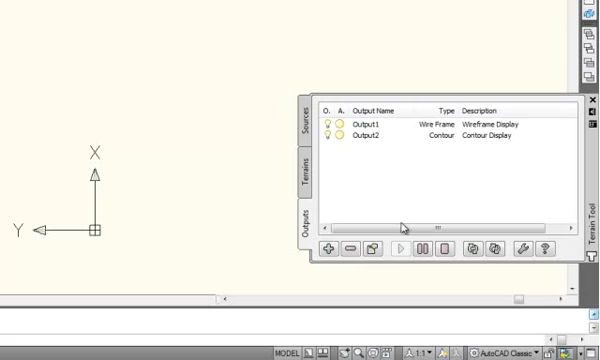 O. A. Output Name Type Description
Output1 Wire Frame Wireframe Display
Output2 Contour Contour Display
Sources
Terrains
Outputs
Terrain Tool
X
Y
MODEL 1:1 AutoCAD Classic